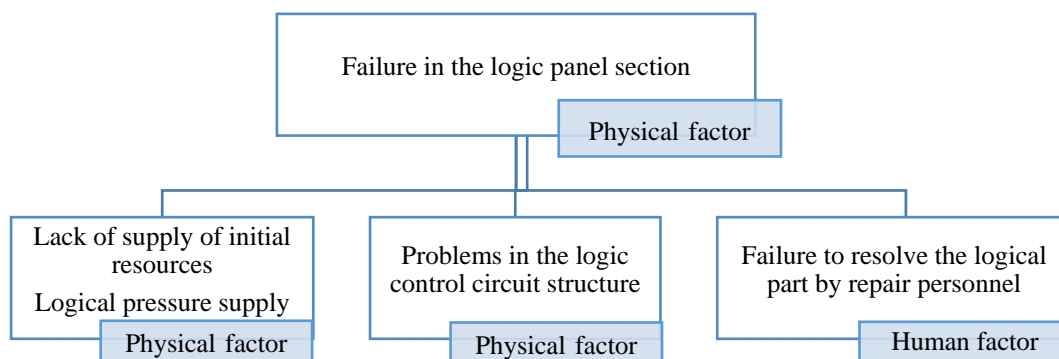 Failure in the logic panel section
Physical factor
Lack of supply of initial
resources
Logical pressure supply
Physical factor
Problems in the logic
control circuit structure
Physical factor
Failure to resolve the logical
part by repair personnel
Human factor